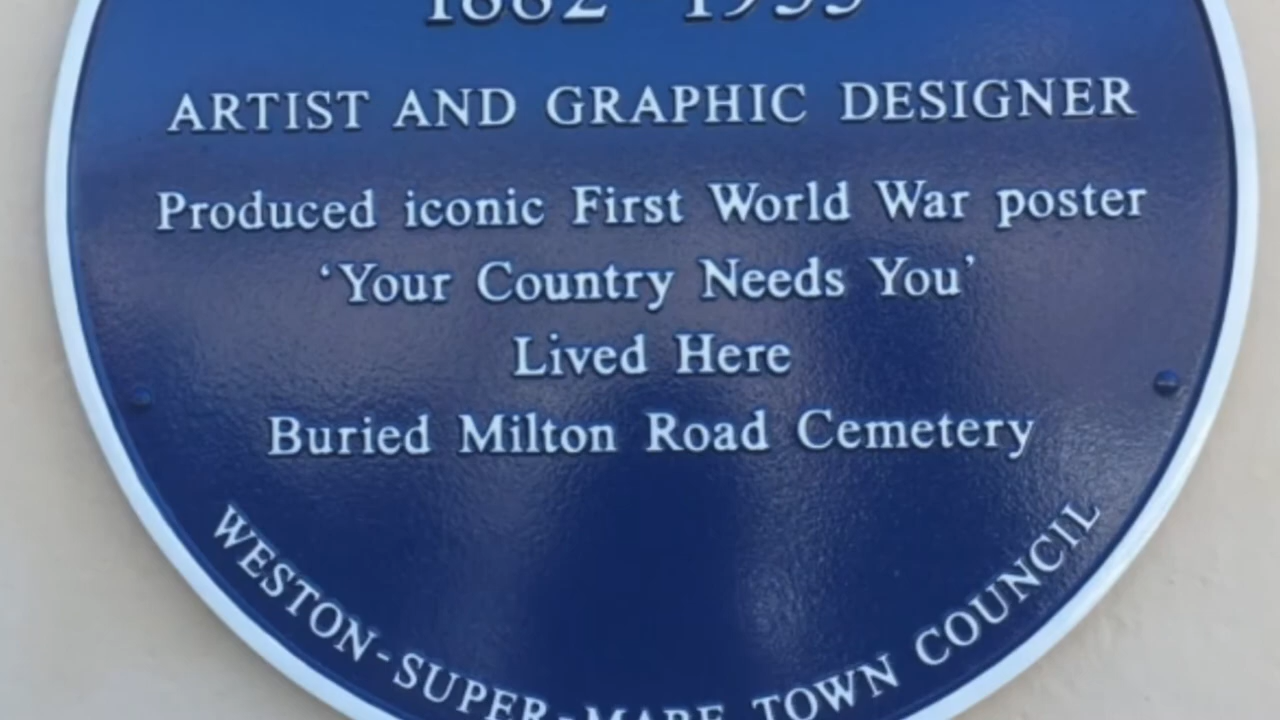 1882 - 1933
ARTIST AND GRAPHIC DESIGNER
Produced iconic First World War poster
‘Your Country Needs You’
Lived Here
Buried Milton Road Cemetery
WESTON-SUPER-MARE TOWN COUNCIL